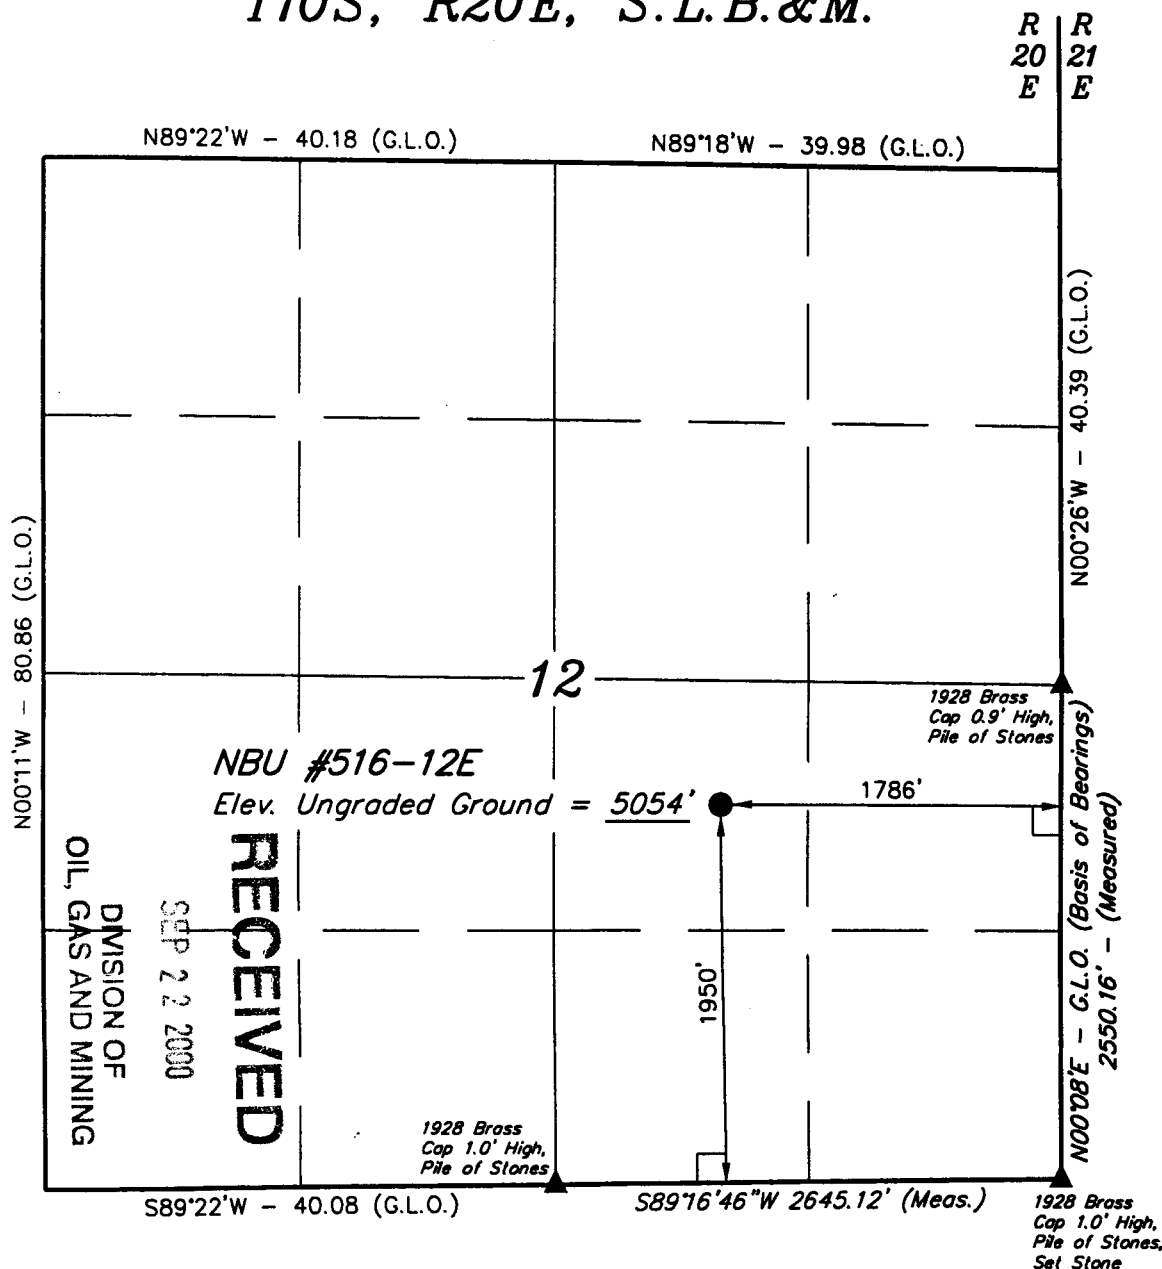 T10S, R20E, S.L.B.&M.
R R
20 21
E E
N89°22'W - 40.18 (G.L.O.)
N89°18'W - 39.98 (G.L.O.)
N00°26'W - 40.39 (G.L.O.)
N00°11'W - 80.86 (G.L.O.)
12
1928 Brass
Cap 0.9' High,
Pile of Stones
NBU #516-12E
Elev. Ungraded Ground = 5054'
1786'
N00°08'E - G.L.O. (Basis of Bearings)
2550.16' - (Measured)
RECEIVED
SEP 22 2000
DIVISION OF
OIL, GAS AND MINING
1950'
1928 Brass
Cap 1.0' High,
Pile of Stones
S89°22'W - 40.08 (G.L.O.)
S89°16'46"W 2645.12' (Meas.)
1928 Brass
Cap 1.0' High,
Pile of Stones,
Set Stone